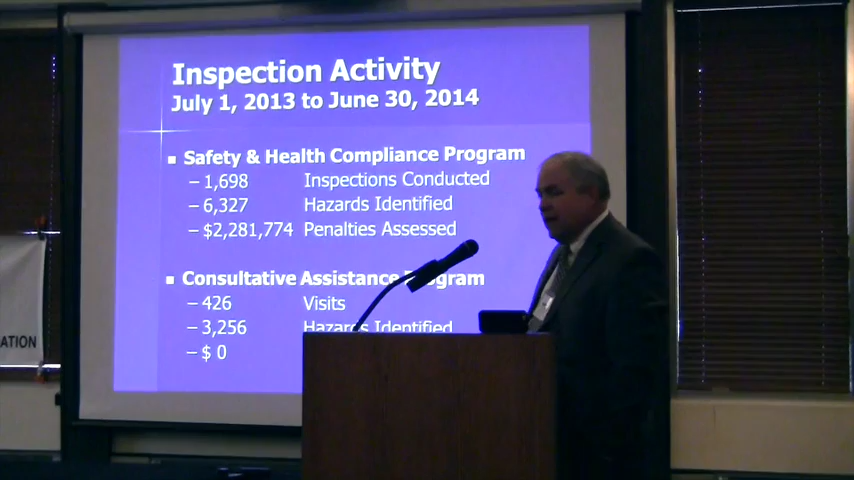 Inspection Activity
July 1, 2013 to June 30, 2014
▪ Safety & Health Compliance Program
– 1,698 Inspections Conducted
– 6,327 Hazards Identified
– $2,281,774 Penalties Assessed
▪ Consultative Assistance Program
– 426 Visits
– 3,256 Hazards Identified
– $ 0
ATION